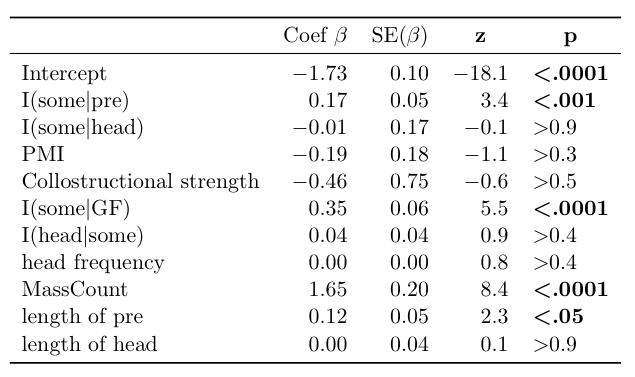 Coef β SE(β) z p
Intercept −1.73 0.10 −18.1 <.0001
I(some|pre) 0.17 0.05 3.4 <.001
I(some|head) −0.01 0.17 −0.1 >0.9
PMI −0.19 0.18 −1.1 >0.3
Collostructional strength −0.46 0.75 −0.6 >0.5
I(some|GF) 0.35 0.06 5.5 <.0001
I(head|some) 0.04 0.04 0.9 >0.4
head frequency 0.00 0.00 0.8 >0.4
MassCount 1.65 0.20 8.4 <.0001
length of pre 0.12 0.05 2.3 <.05
length of head 0.00 0.04 0.1 >0.9